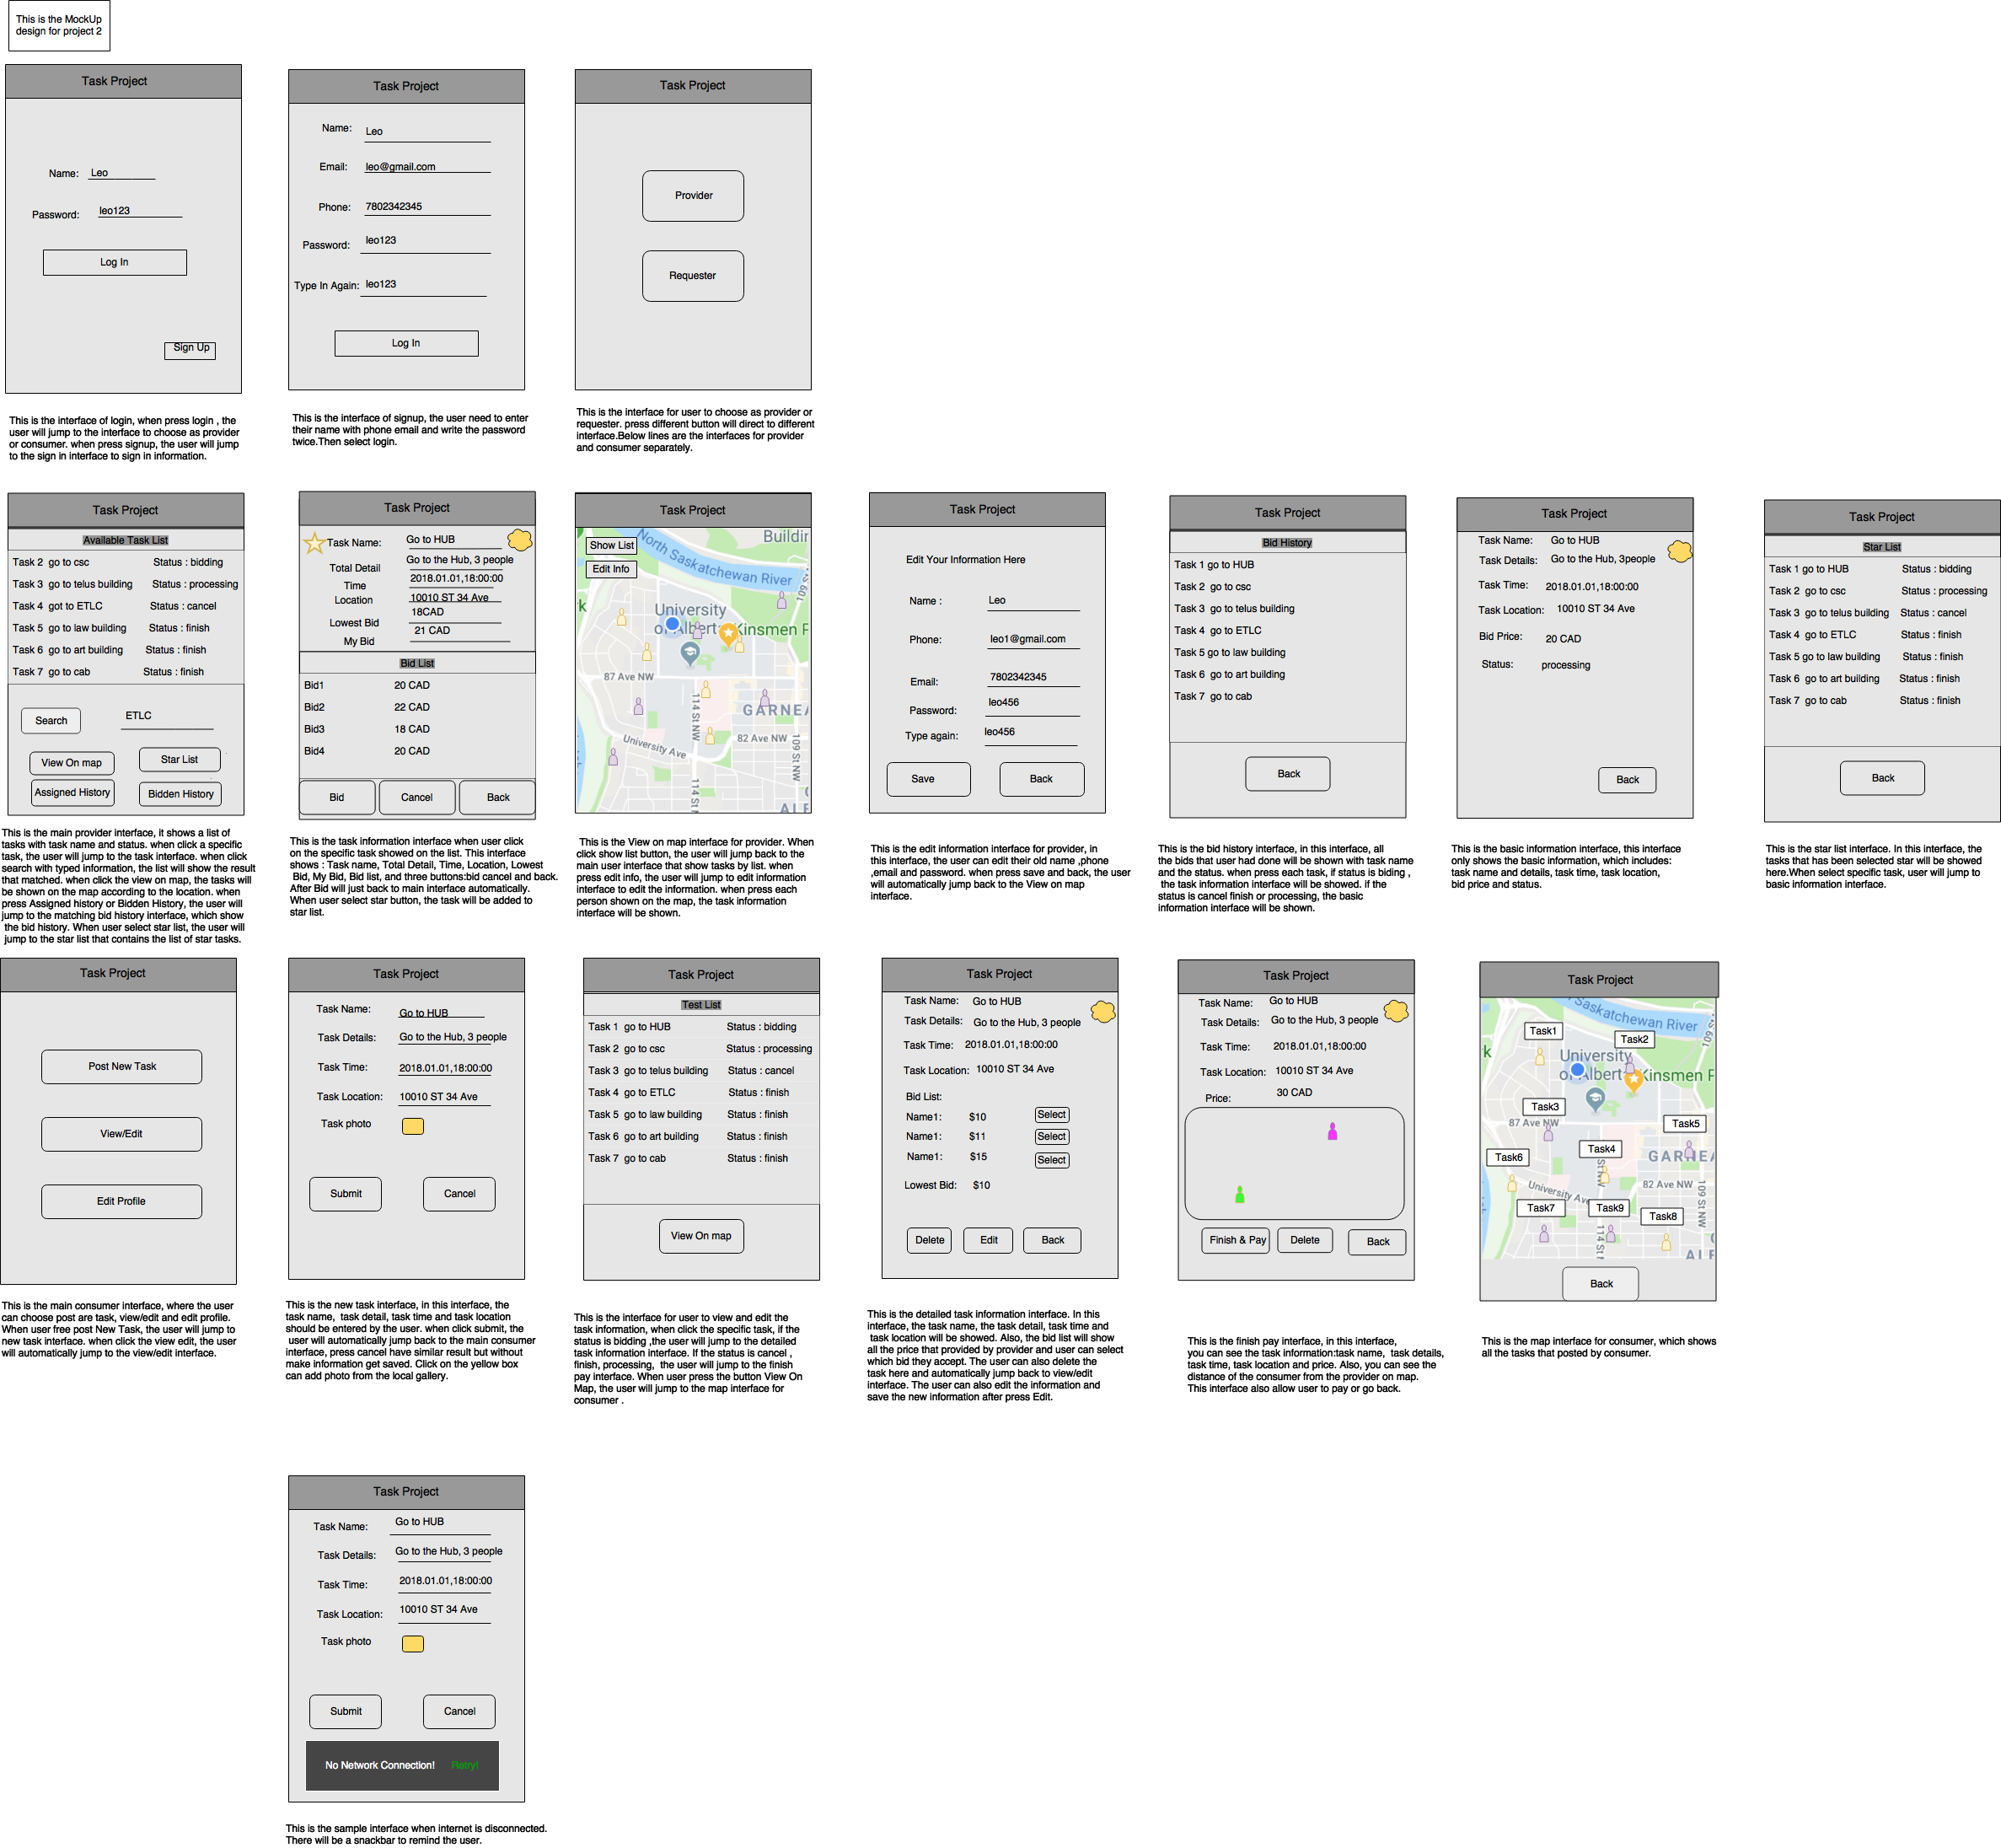 This is the MockUp
design for project 2
Task Project
Name: Leo
Password: leo123
Log In
Sign Up
This is the interface of login, when press login , the
user will jump to the interface to choose as provider
or consumer. when press signup, the user will jump
to the sign in interface to sign in information.
Task Project
Name: Leo
Email: leo@gmail.com
Phone: 7802342345
Password: leo123
Type In Again: leo123
Log In
This is the interface of signup, the user need to enter
their name with phone email and write the password
twice.Then select login.
Task Project
Provider
Requester
This is the interface for user to choose as provider or
requester. press different button will direct to different
interface.Below lines are the interfaces for provider
and consumer separately.
Task Project
Available Task List
Task 2 go to csc Status : bidding
Task 3 go to telus building Status : processing
Task 4 got to ETLC Status : cancel
Task 5 go to law building Status : finish
Task 6 go to art building Status : finish
Task 7 go to cab Status : finish
Search ETLC
View On map Star List
Assigned History Bidden History
This is the main provider interface, it shows a list of
tasks with task name and status. when click a specific
task, the user will jump to the task interface. when click
search with typed information, the list will show the result
that matched. when click the view on map, the tasks will
be shown on the map according to the location. when
press Assigned history or Bidden History, the user will
jump to the matching bid history interface, which show
the bid history. When user select star list, the user will
jump to the star list that contains the list of star tasks.
Task Project
Task Name: Go to HUB
Total Detail Go to the Hub, 3 people
Time 2018.01.01,18:00:00
Location 10010 ST 34 Ave
Lowest Bid 18CAD
My Bid 21 CAD
Bid List
Bid1 20 CAD
Bid2 22 CAD
Bid3 18 CAD
Bid4 20 CAD
Bid Cancel Back
This is the task information interface when user click
on the specific task showed on the list. This interface
shows : Task name, Total Detail, Time, Location, Lowest
Bid, My Bid, Bid list, and three buttons:bid cancel and back.
After Bid will just back to main interface automatically.
When user select star button, the task will be added to
star list.
Task Project
Show List
Edit Info
Buildir
North Saskatchewan River
109 St
k
University
of Albert
Kinsmen F
87 Ave NW
114 St NW
GARNEA
University Ave
82 Ave NW
109 St NW
114 St N
ALE
This is the View on map interface for provider. When
click show list button, the user will jump back to the
main user interface that show tasks by list. when
press edit info, the user will jump to edit information
interface to edit the information. when press each
person shown on the map, the task information
interface will be shown.
Task Project
Edit Your Information Here
Name : Leo
Phone: leo1@gmail.com
Email: 7802342345
Password: leo456
Type again: leo456
Save Back
This is the edit information interface for provider, in
this interface, the user can edit their old name ,phone
,email and password. when press save and back, the user
will automatically jump back to the View on map
interface.
Task Project
Bid History
Task 1 go to HUB
Task 2 go to csc
Task 3 go to telus building
Task 4 go to ETLC
Task 5 go to law building
Task 6 go to art building
Task 7 go to cab
Back
This is the bid history interface, in this interface, all
the bids that user had done will be shown with task name
and the status. when press each task, if status is biding ,
the task information interface will be showed. if the
status is cancel finish or processing, the basic
information interface will be shown.
Task Project
Task Name: Go to HUB
Task Details: Go to the Hub, 3people
Task Time: 2018.01.01,18:00:00
Task Location: 10010 ST 34 Ave
Bid Price: 20 CAD
Status: processing
Back
This is the basic information interface, this interface
only shows the basic information, which includes:
task name and details, task time, task location,
bid price and status.
Task Project
Star List
Task 1 go to HUB Status : bidding
Task 2 go to csc Status : processing
Task 3 go to telus building Status : cancel
Task 4 go to ETLC Status : finish
Task 5 go to law building Status : finish
Task 6 go to art building Status : finish
Task 7 go to cab Status : finish
Back
This is the star list interface. In this interface, the
tasks that has been selected star will be showed
here.When select specific task, user will jump to
basic information interface.
Task Project
Post New Task
View/Edit
Edit Profile
This is the main consumer interface, where the user
can choose post are task, view/edit and edit profile.
When user free post New Task, the user will jump to
new task interface. when click the view edit, the user
will automatically jump to the view/edit interface.
Task Project
Task Name: Go to HUB
Task Details: Go to the Hub, 3 people
Task Time: 2018.01.01,18:00:00
Task Location: 10010 ST 34 Ave
Task photo
Submit Cancel
This is the new task interface, in this interface, the
task name, task detail, task time and task location
should be entered by the user. when click submit, the
user will automatically jump back to the main consumer
interface, press cancel have similar result but without
make information get saved. Click on the yellow box
can add photo from the local gallery.
Task Project
Test List
Task 1 go to HUB Status : bidding
Task 2 go to csc Status : processing
Task 3 go to telus building Status : cancel
Task 4 go to ETLC Status : finish
Task 5 go to law building Status : finish
Task 6 go to art building Status : finish
Task 7 go to cab Status : finish
View On map
This is the interface for user to view and edit the
task information, when click the specific task, if the
status is bidding ,the user will jump to the detailed
task information interface. If the status is cancel ,
finish, processing, the user will jump to the finish
pay interface. When user press the button View On
Map, the user will jump to the map interface for
consumer .
Task Project
Task Name: Go to HUB
Task Details: Go to the Hub, 3 people
Task Time: 2018.01.01,18:00:00
Task Location: 10010 ST 34 Ave
Bid List:
Name1: $10 Select
Name1: $11 Select
Name1: $15 Select
Lowest Bid: $10
Delete Edit Back
This is the detailed task information interface. In this
interface, the task name, the task detail, task time and
task location will be showed. Also, the bid list will show
all the price that provided by provider and user can select
which bid they accept. The user can also delete the
task here and automatically jump back to view/edit
interface. The user can also edit the information and
save the new information after press Edit.
Task Project
Task Name: Go to HUB
Task Details: Go to the Hub, 3 people
Task Time: 2018.01.01,18:00:00
Task Location: 10010 ST 34 Ave
Price: 30 CAD
Finish & Pay Delete Back
This is the finish pay interface, in this interface,
you can see the task information:task name, task details,
task time, task location and price. Also, you can see the
distance of the consumer from the provider on map.
This interface also allow user to pay or go back.
Task Project
Saskatchewan River
Task1
Task2
k
University
of Albert
Kinsmen F
Task3
87 Ave NW
Task5
Task4
Task6
GARNEA
University Ave
82 Ave NW
109 St NW
Task7
Task9
Task8
114 St N
Back
This is the map interface for consumer, which shows
all the tasks that posted by consumer.
Task Project
Task Name: Go to HUB
Task Details: Go to the Hub, 3 people
Task Time: 2018.01.01,18:00:00
Task Location: 10010 ST 34 Ave
Task photo
Submit Cancel
No Network Connection! Retry!
This is the sample interface when internet is disconnected.
There will be a snackbar to remind the user.